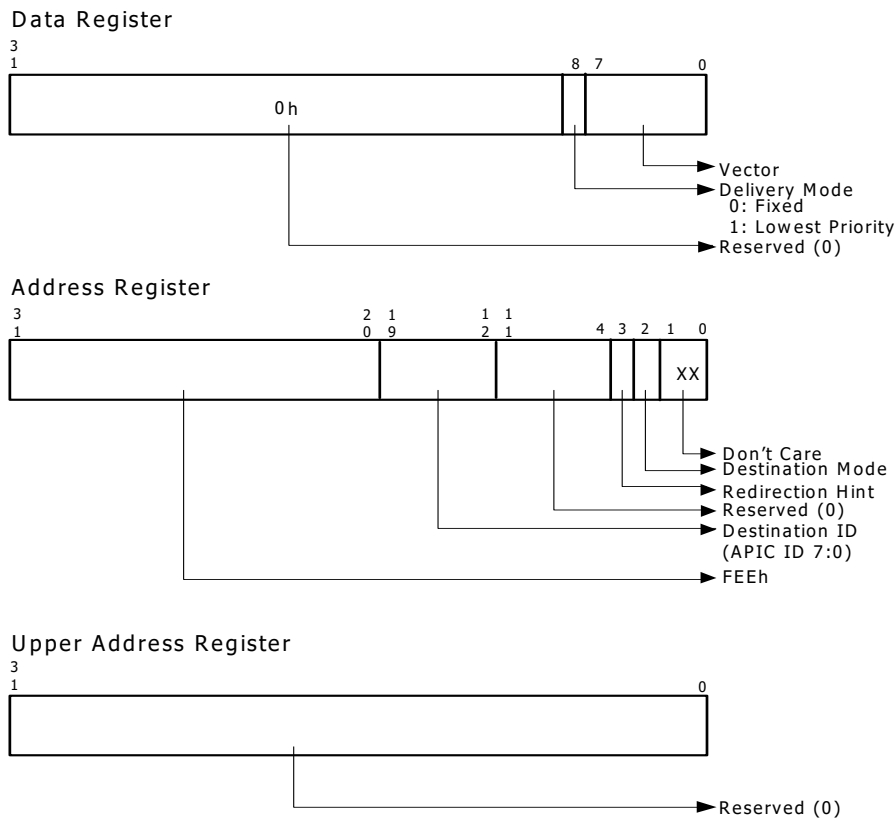 Data Register
3
1 8 7 0
0h
Vector
Delivery Mode
0: Fixed
1: Lowest Priority
Reserved (0)
Address Register
3 2 1 1 1
1 0 9 2 1 4 3 2 1 0
XX
Don't Care
Destination Mode
Redirection Hint
Reserved (0)
Destination ID
(APIC ID 7:0)
FEEh
Upper Address Register
3
1 0
Reserved (0)